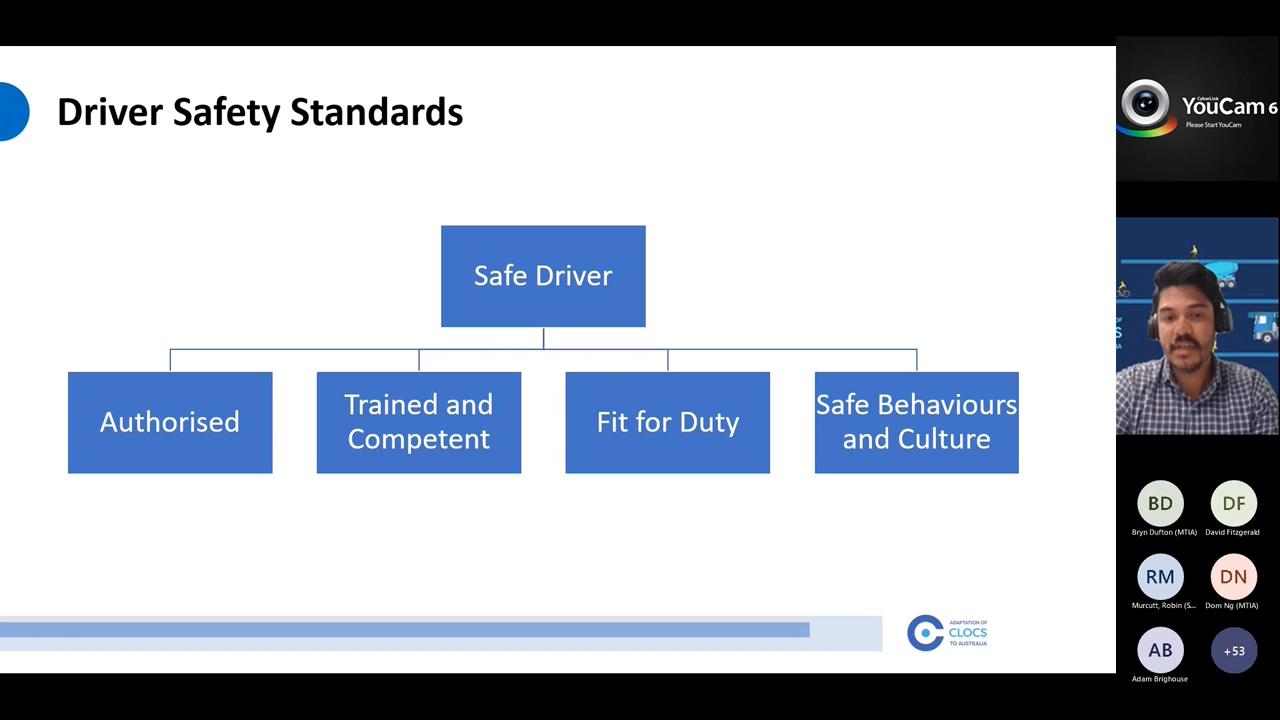 Driver Safety Standards
Safe Driver
Authorised
Trained and
Competent
Fit for Duty
Safe Behaviours
and Culture
ADAPTATION OF
CLOCS
TO AUSTRALIA
CyberLink
YouCam 6
Please Start YouCam
BD
Bryn Dufton (MTIA)
DF
David Fitzgerald
RM
Murcutt, Robin (S...
DN
Dom Ng (MTIA)
AB
Adam Brighouse
+53